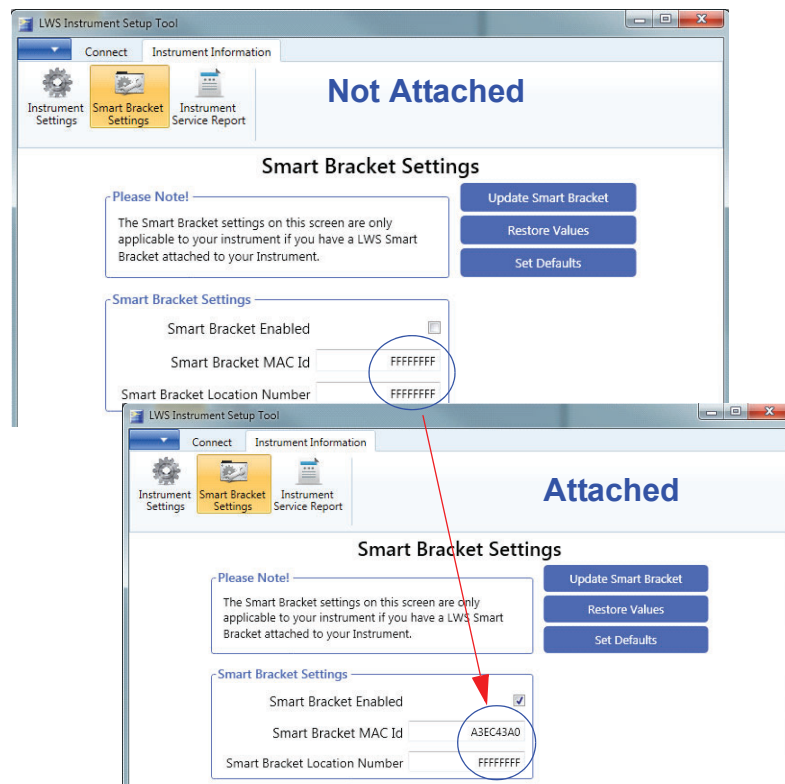 LWS Instrument Setup Tool
Connect Instrument Information
Instrument Settings
Smart Bracket Settings
Instrument Service Report
Not Attached
Smart Bracket Settings
Please Note!
The Smart Bracket settings on this screen are only
applicable to your instrument if you have a LWS Smart
Bracket attached to your Instrument.
Update Smart Bracket
Restore Values
Set Defaults
Smart Bracket Settings
Smart Bracket Enabled
Smart Bracket MAC Id FFFFFFFF
Smart Bracket Location Number FFFFFFFF
LWS Instrument Setup Tool
Connect Instrument Information
Instrument Settings
Smart Bracket Settings
Instrument Service Report
Attached
Smart Bracket Settings
Please Note!
The Smart Bracket settings on this screen are only
applicable to your instrument if you have a LWS Smart
Bracket attached to your Instrument.
Update Smart Bracket
Restore Values
Set Defaults
Smart Bracket Settings
Smart Bracket Enabled
Smart Bracket MAC Id A3EC43A0
Smart Bracket Location Number FFFFFFFF